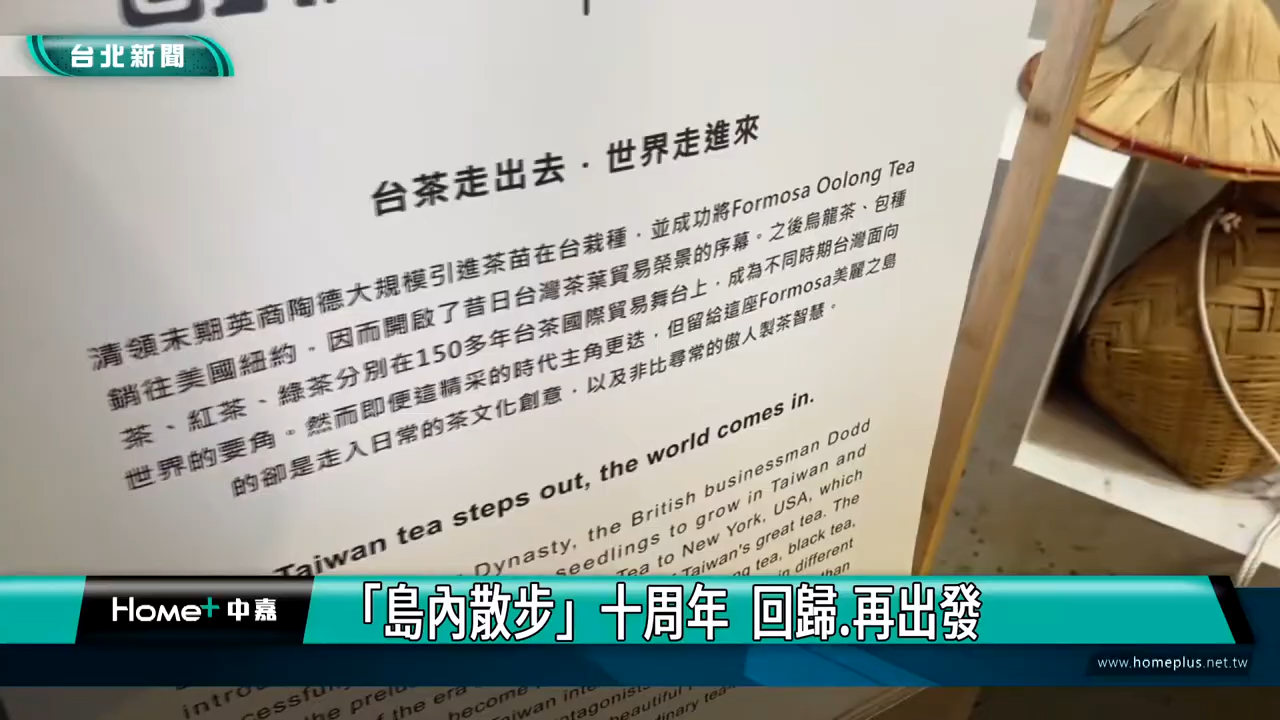 台北新聞
台茶走出去．世界走進來
清領末期英商陶德大規模引進茶苗在台栽種，並成功將Formosa Oolong Tea
銷往美國紐約。因而開啟了昔日台灣茶葉貿易榮景的序幕。之後烏龍茶、包種
茶、紅茶、綠茶分別在150多年台茶國際貿易舞台上，成為不同時期台灣面向
世界的要角。然而即便這精采的時代主角更迭，但留給這座Formosa美麗之島
的卻是走入日常的茶文化創意，以及非比尋常的傲人製茶智慧。
Taiwan tea steps out, the world comes in.
Dynasty, the British businessman Dodd
seedlings to grow in Taiwan and
Tea to New York, USA, which
Taiwan's great tea. The
tea, black tea,
in different
than
Home+ 中嘉
「島內散步」十周年 回歸.再出發
www.homeplus.net.tw
the era
become
Taiwan
beautiful